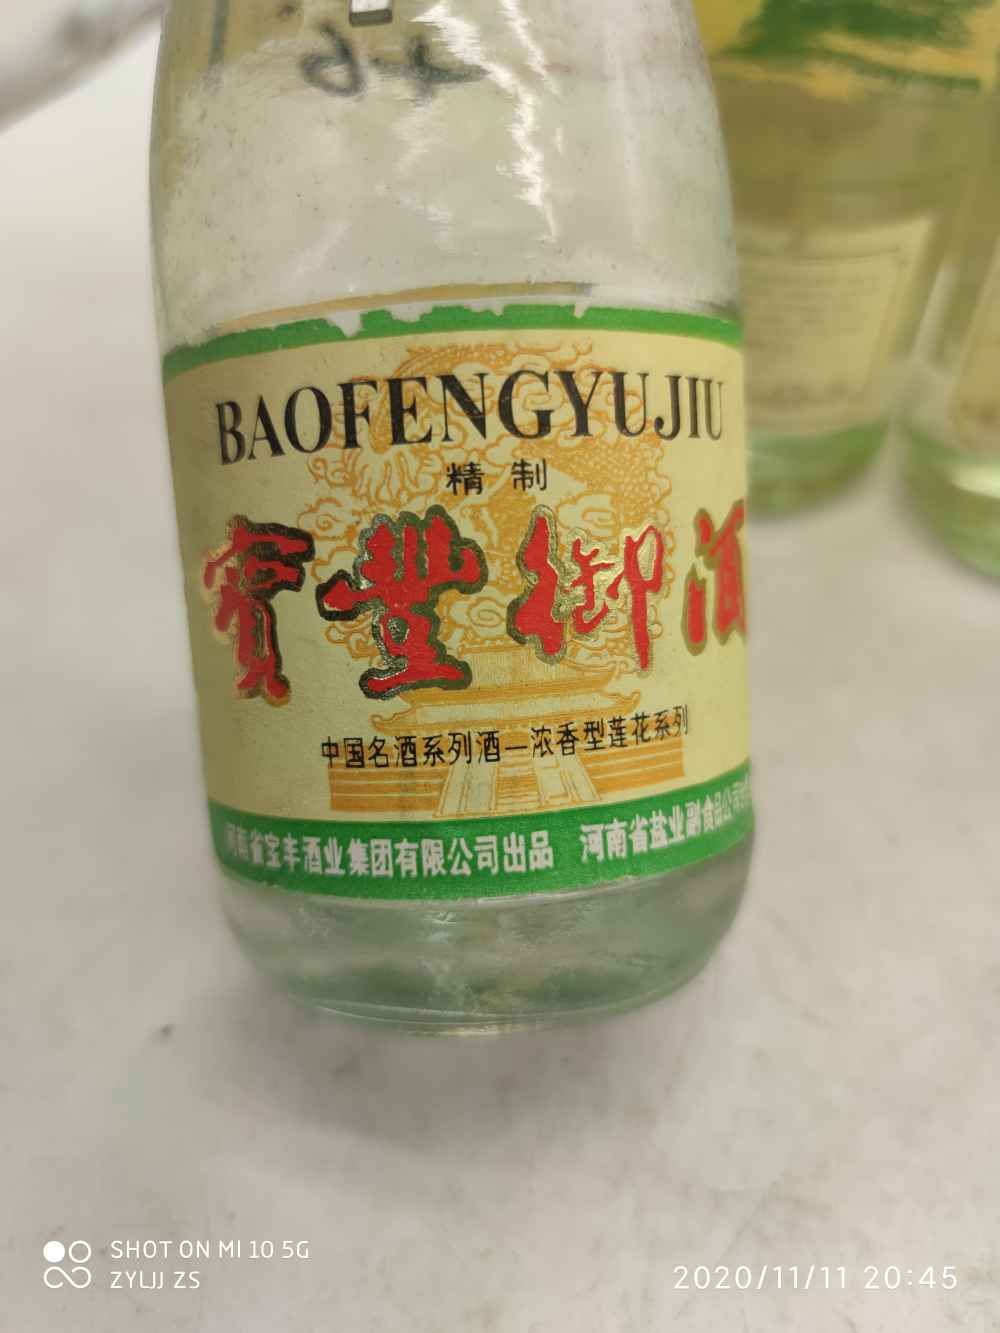 BAOFENGYUJIU
精制
寳豐御酒
中国名酒系列酒—浓香型莲花系列
河南省宝丰酒业集团有限公司出品 河南省盐业副食品公司
SHOT ON MI 10 5G
ZYLJJ ZS
2020/11/11 20:45